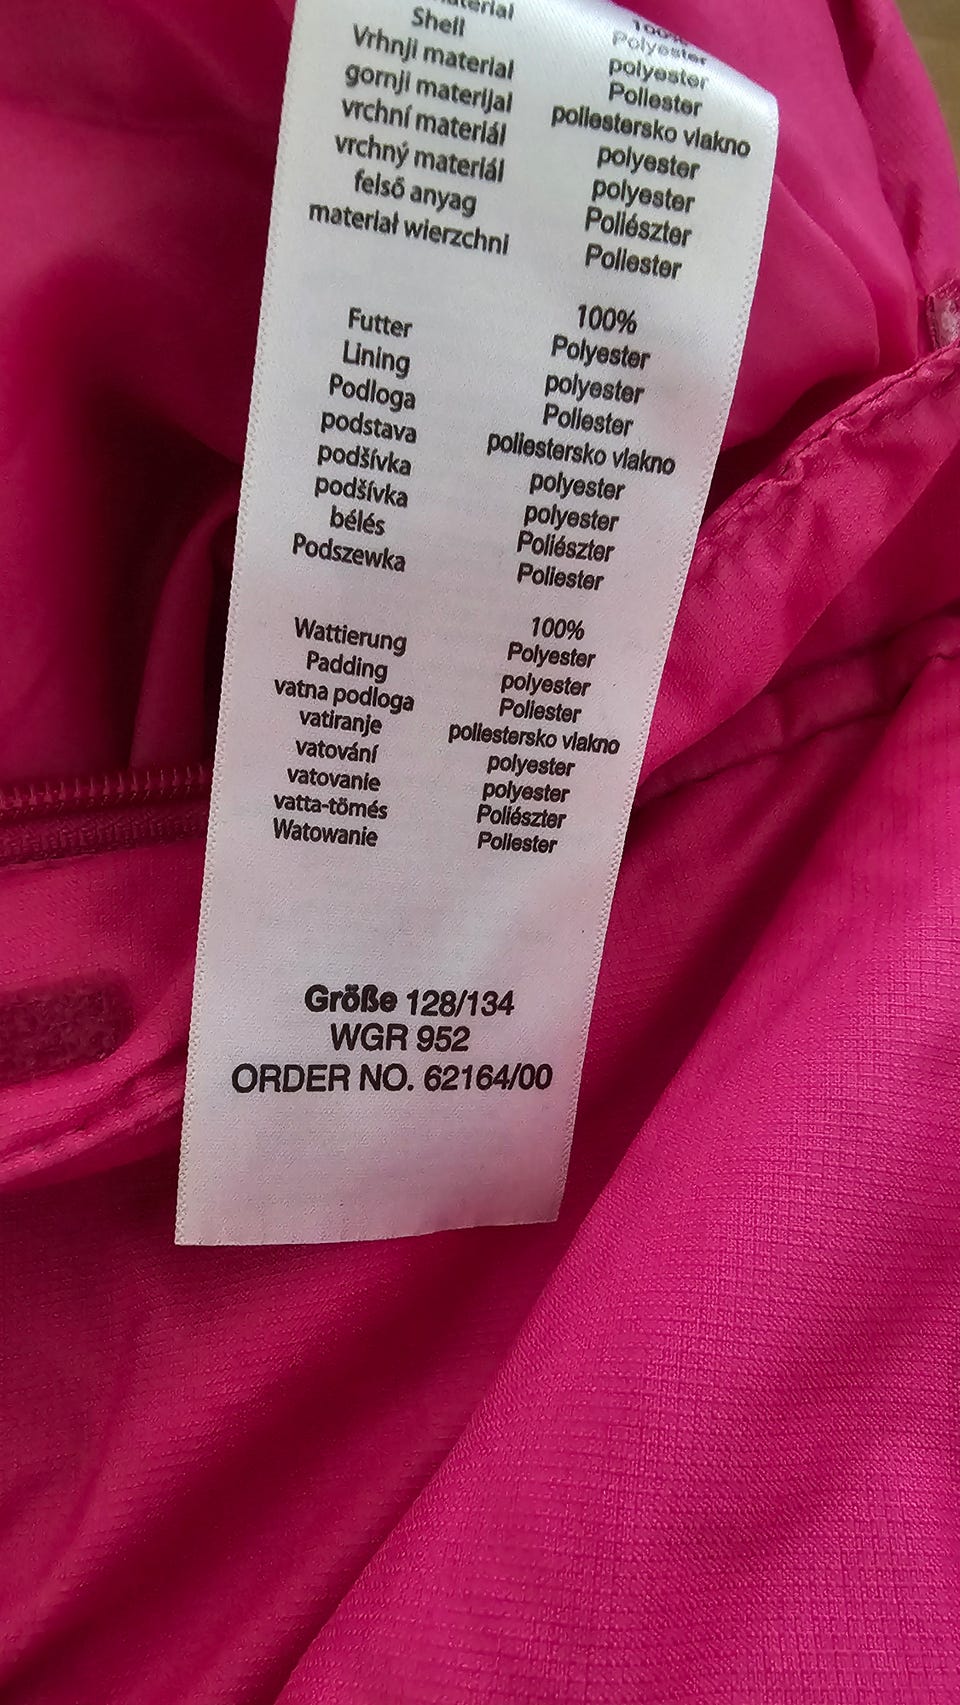 Shell
Vrhnji material
gornji materijal
vrchní materiál
vrchný materiál
felső anyag
materiał wierzchni
100%
Polyester
polyester
Poliester
poliestersko vlakno
polyester
polyester
Poliészter
Poliester
Futter 100%
Lining Polyester
Podloga polyester
podstava Poliester
podšívka poliestersko vlakno
podšívka polyester
bélés polyester
Podszewka Poliészter
Poliester
Wattierung 100%
Padding Polyester
vatna podloga polyester
vatiranje Poliester
vatování poliestersko vlakno
vatovanie polyester
vatta-tömés polyester
Watowanie Poliészter
Poliester
Größe 128/134
WGR 952
ORDER NO. 62164/00